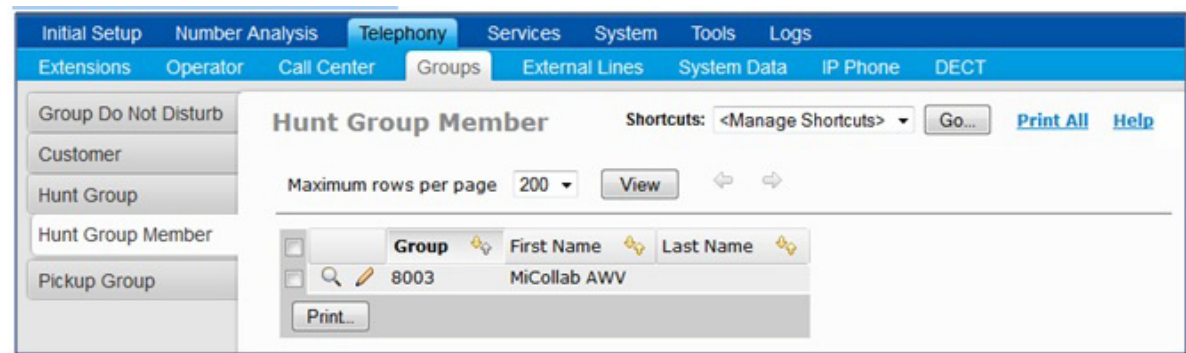 Initial Setup Number Analysis Telephony Services System Tools Logs
Extensions Operator Call Center Groups External Lines System Data IP Phone DECT
Group Do Not Disturb
Customer
Hunt Group
Hunt Group Member
Pickup Group
Hunt Group Member Shortcuts: <Manage Shortcuts> Go... Print All Help
Maximum rows per page 200 View
Group First Name Last Name
8003 MiCollab AWV
Print...